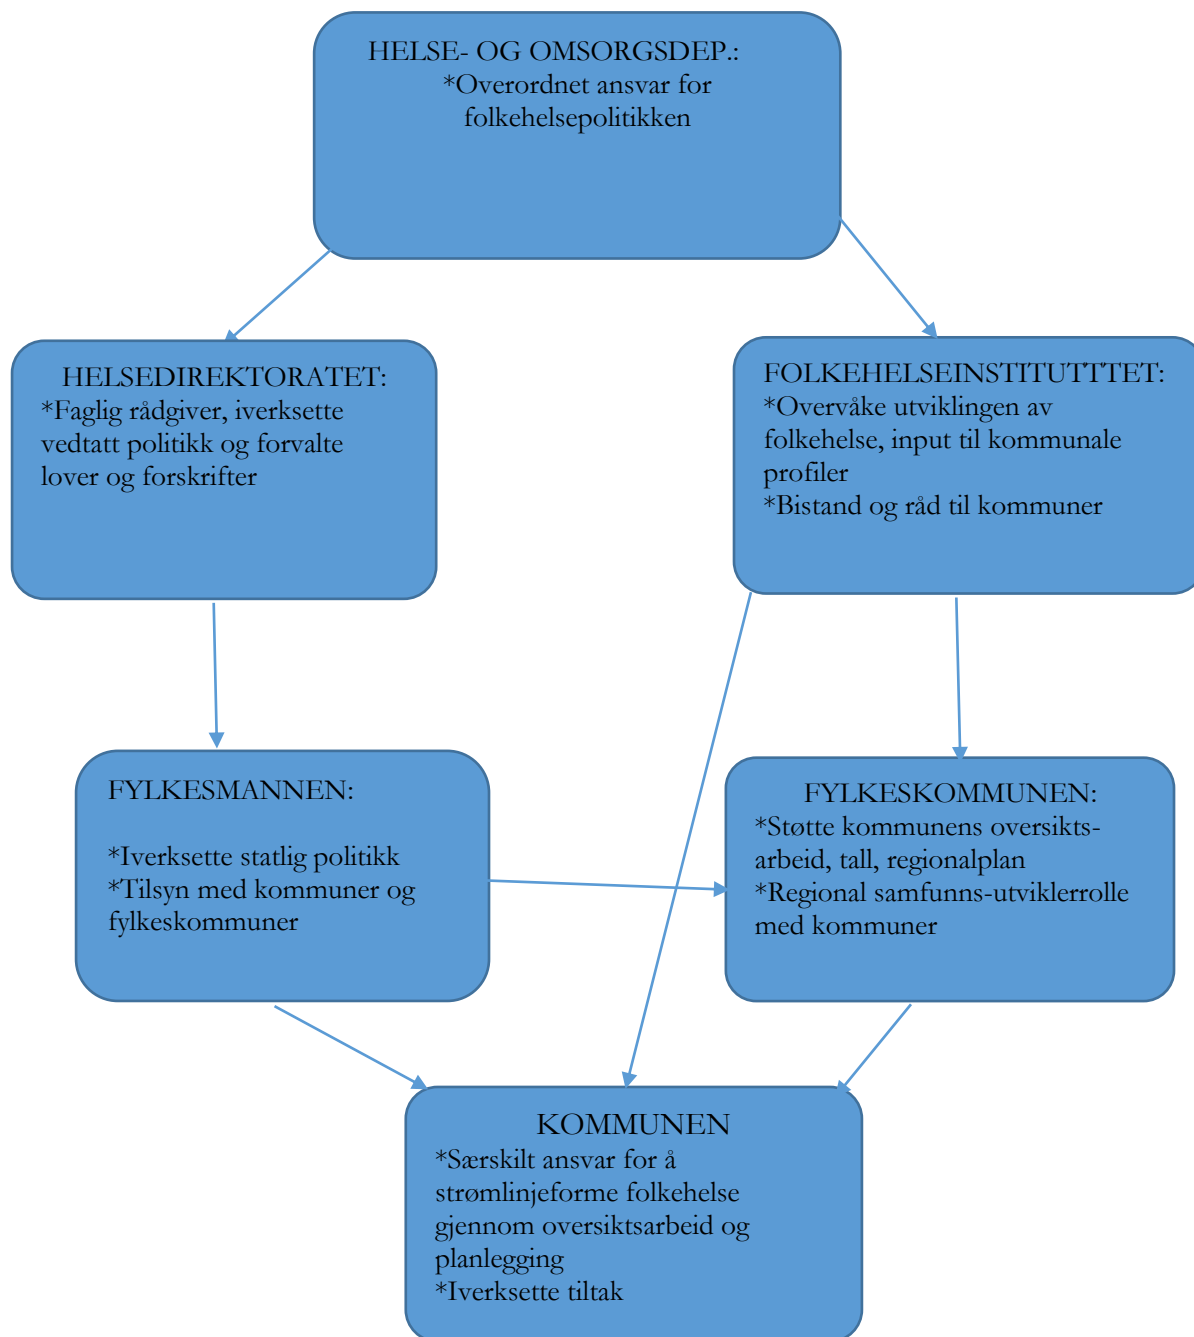 HELSE- OG OMSORGSDEP.:
*Overordnet ansvar for
folkehelsepolitikken
HELSEDIREKTORATET:
*Faglig rådgiver, iverksette
vedtatt politikk og forvalte
lover og forskrifter
FOLKEHELSEINSTITUTTTET:
*Overvåke utviklingen av
folkehelse, input til kommunale
profiler
*Bistand og råd til kommuner
FYLKESMANNEN:
*Iverksette statlig politikk
*Tilsyn med kommuner og
fylkeskommuner
FYLKESKOMMUNEN:
*Støtte kommunens oversikts-
arbeid, tall, regionalplan
*Regional samfunns-utviklerrolle
med kommuner
KOMMUNEN
*Særskilt ansvar for å
strømlinjeforme folkehelse
gjennom oversiktsarbeid og
planlegging
*Iverksette tiltak